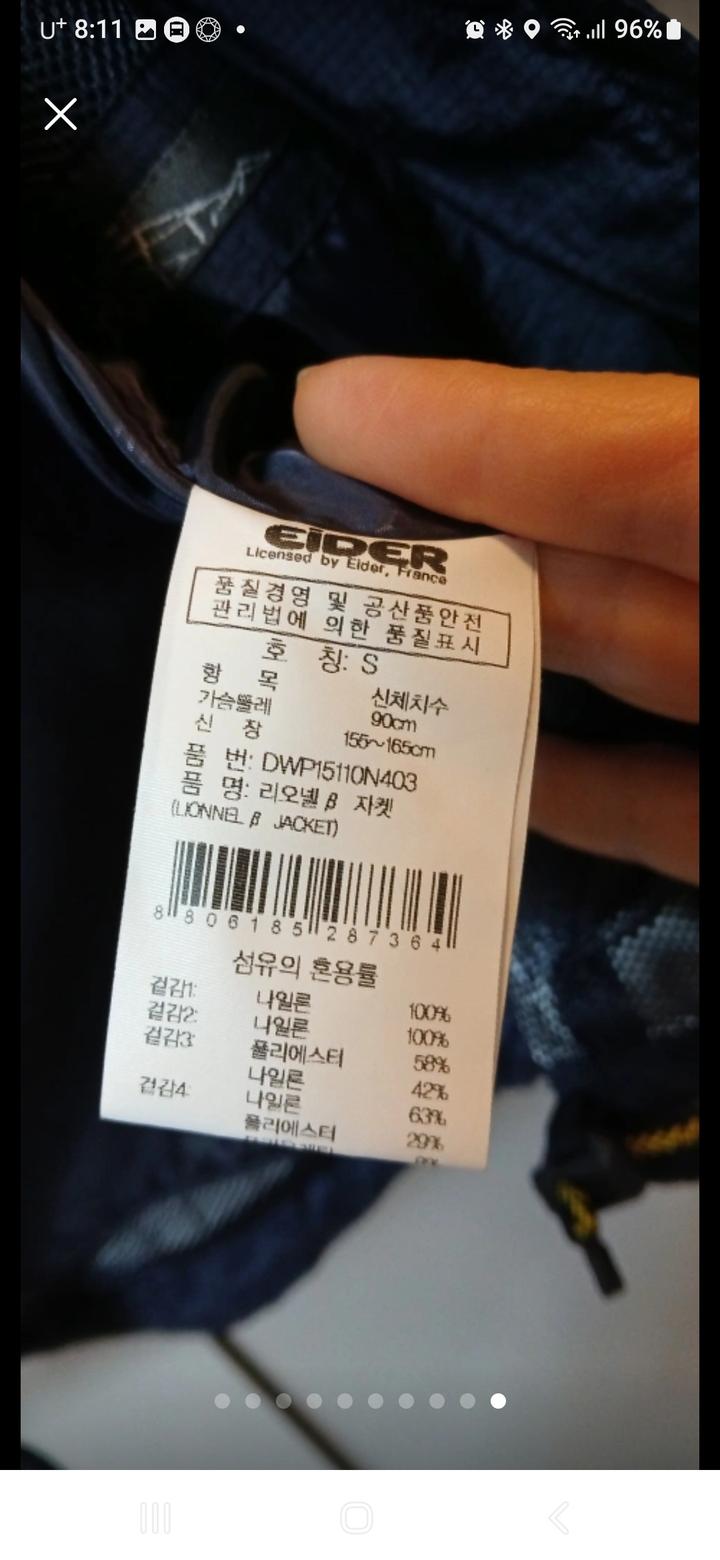 U+ 8:11 96%
EIDER
Licensed by Eider, France
품질경영 및 공산품안전
관리법에 의한 품질표시
호 칭: S
항 목 신체치수
가슴둘레 90cm
신 장 155~165cm
품 번: DWP15110N403
품 명: 리오넬 β 자켓
(LIONNEL β JACKET)
8 806185 287364
섬유의 혼용률
겉감1: 나일론 100%
겉감2: 나일론 100%
겉감3: 폴리에스터 58%
나일론 42%
겉감4: 나일론 63%
폴리에스터 29%